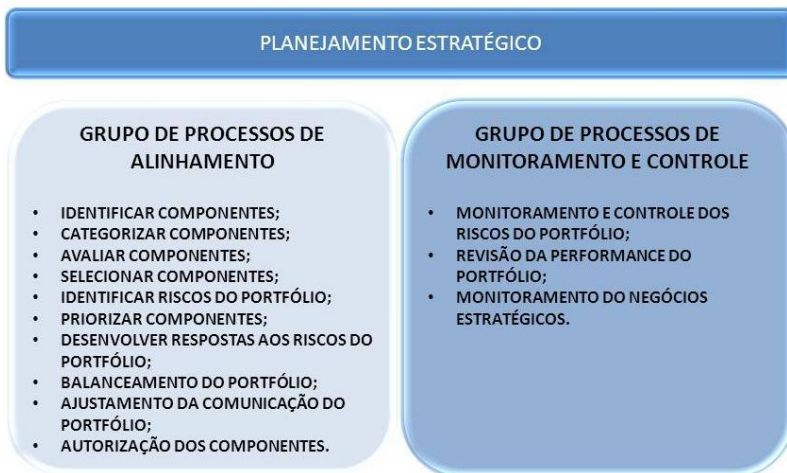 PLANEJAMENTO ESTRATÉGICO
GRUPO DE PROCESSOS DE
ALINHAMENTO
• IDENTIFICAR COMPONENTES;
• CATEGORIZAR COMPONENTES;
• AVALIAR COMPONENTES;
• SELECIONAR COMPONENTES;
• IDENTIFICAR RISCOS DO PORTFÓLIO;
• PRIORIZAR COMPONENTES;
• DESENVOLVER RESPOSTAS AOS RISCOS DO
PORTFÓLIO;
• BALANCEAMENTO DO PORTFÓLIO;
• AJUSTAMENTO DA COMUNICAÇÃO DO
PORTFÓLIO;
• AUTORIZAÇÃO DOS COMPONENTES.
GRUPO DE PROCESSOS DE
MONITORAMENTO E CONTROLE
• MONITORAMENTO E CONTROLE DOS
RISCOS DO PORTFÓLIO;
• REVISÃO DA PERFORMANCE DO
PORTFÓLIO;
• MONITORAMENTO DO NEGÓCIOS
ESTRATÉGICOS.